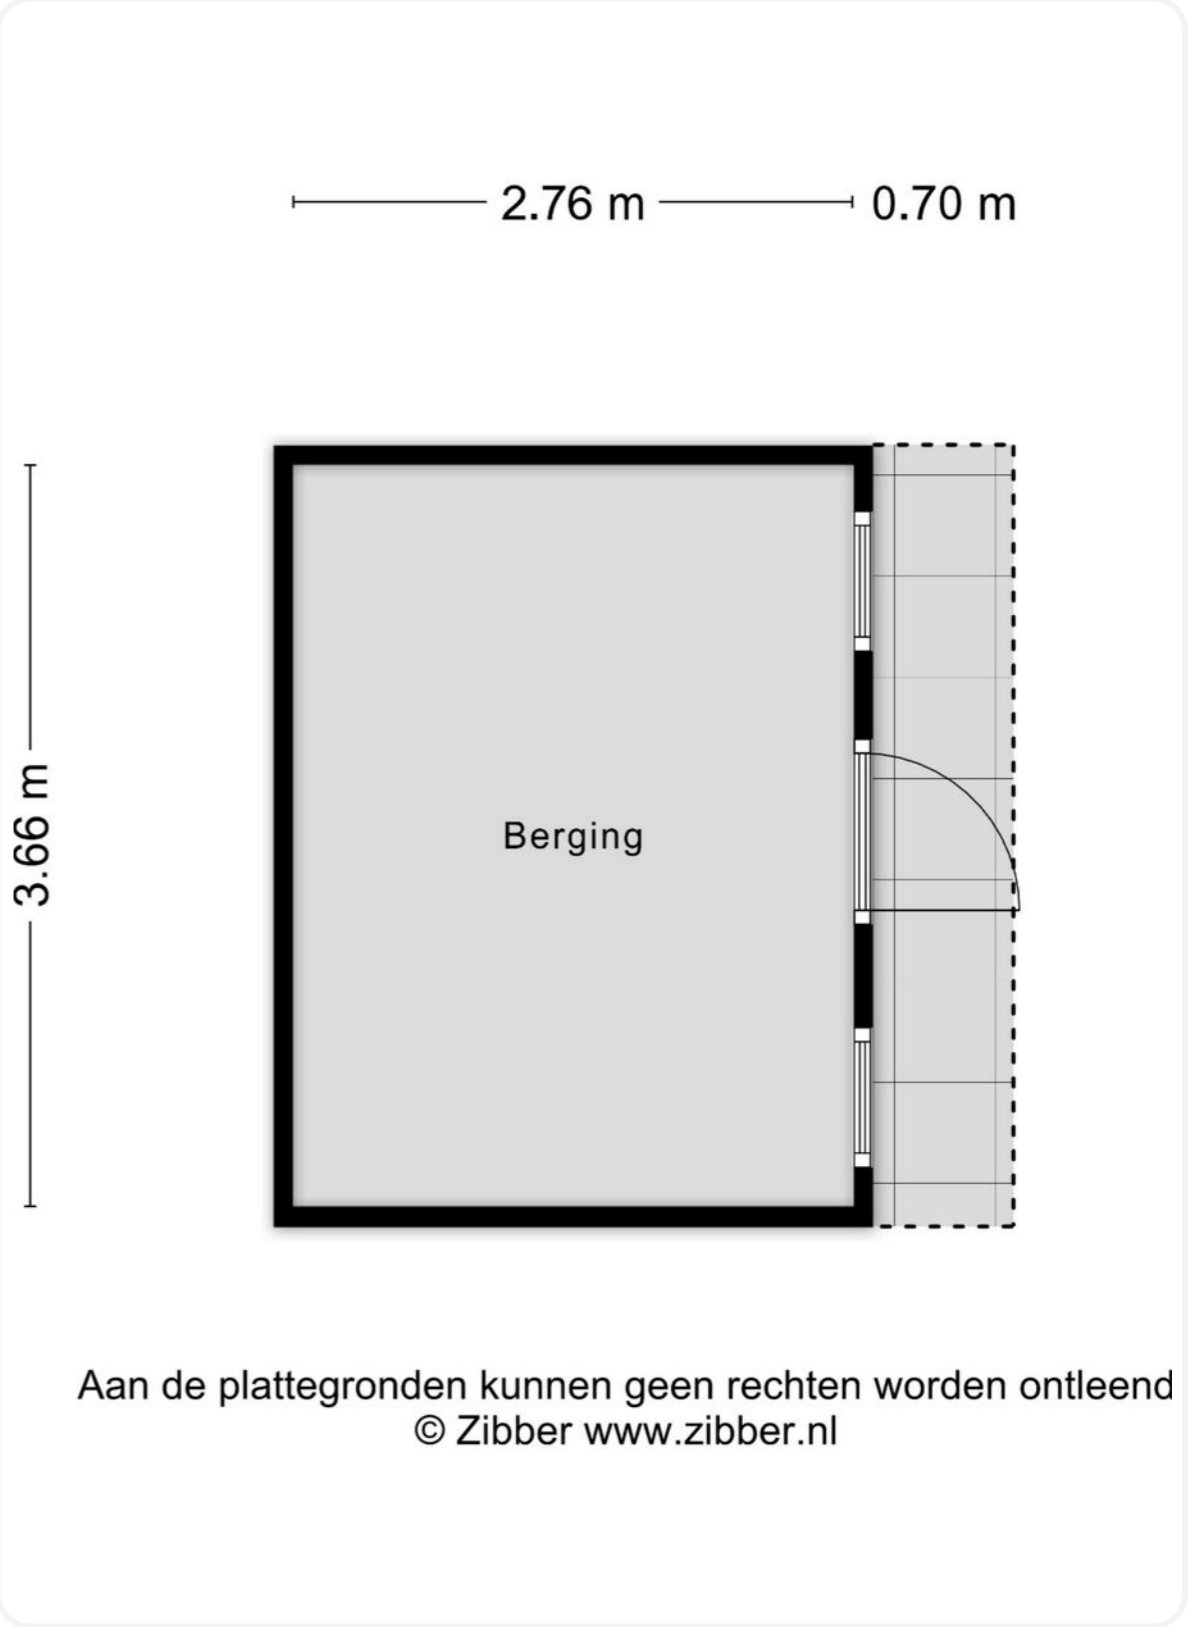 2.76 m 0.70 m
3.66 m
Berging
Aan de plattegronden kunnen geen rechten worden ontleend
© Zibber www.zibber.nl